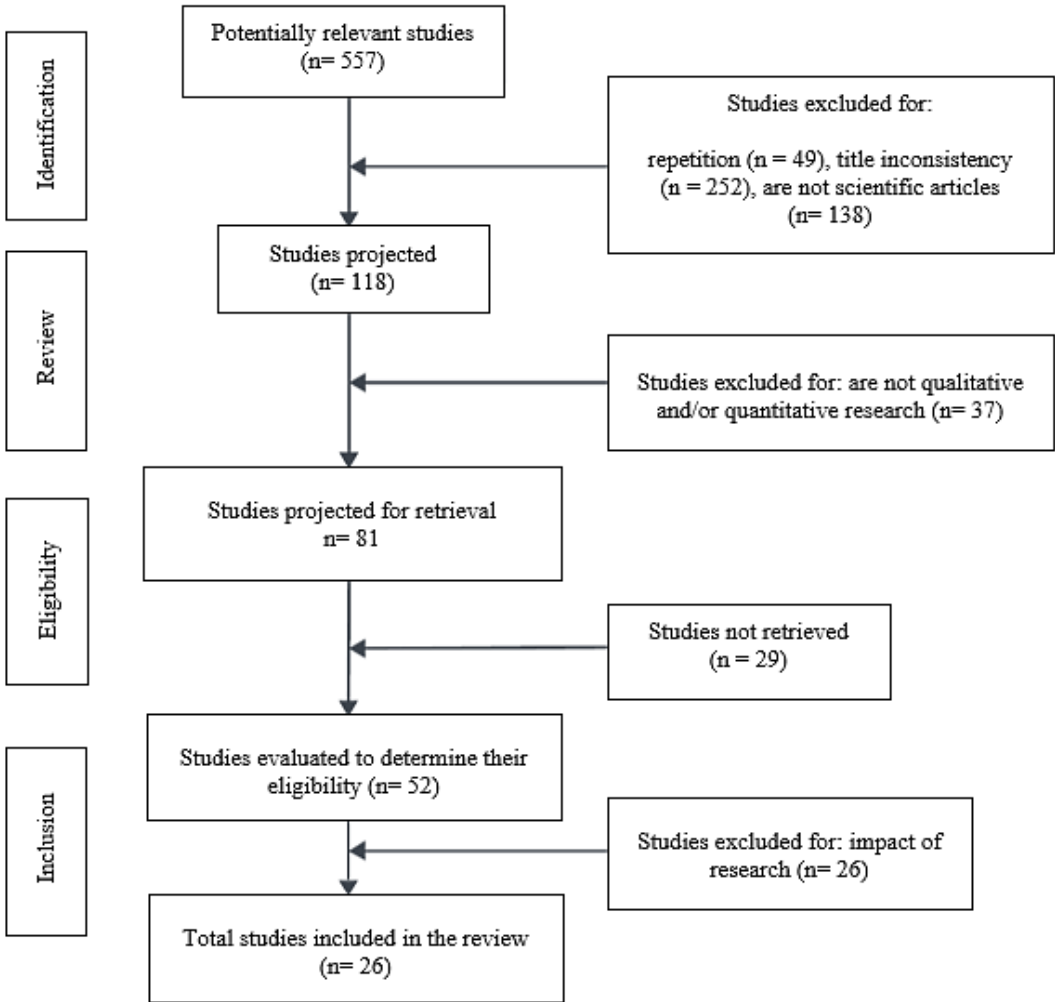 Identification
Potentially relevant studies
(n= 557)
Studies excluded for:
repetition (n = 49), title inconsistency
(n = 252), are not scientific articles
(n= 138)
Review
Studies projected
(n= 118)
Studies excluded for: are not qualitative
and/or quantitative research (n= 37)
Eligibility
Studies projected for retrieval
n= 81
Studies not retrieved
(n = 29)
Inclusion
Studies evaluated to determine their
eligibility (n= 52)
Studies excluded for: impact of
research (n= 26)
Total studies included in the review
(n= 26)